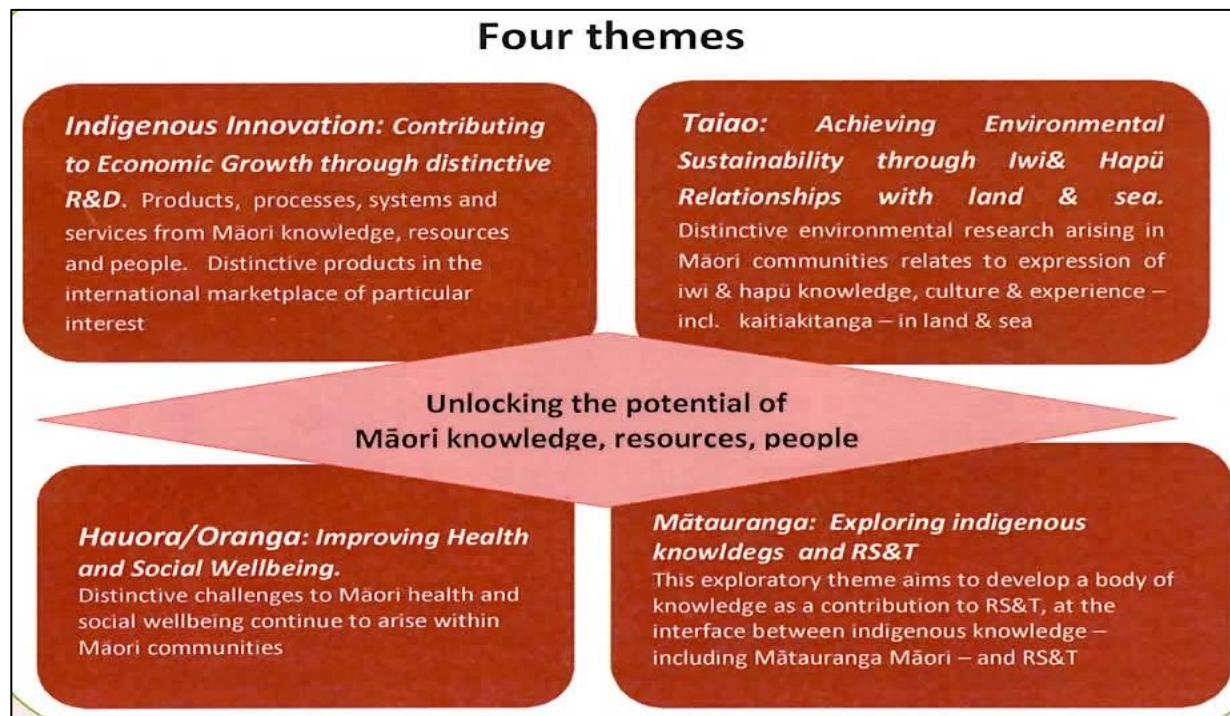 Four themes
Indigenous Innovation: Contributing
to Economic Growth through distinctive
R&D. Products, processes, systems and
services from Māori knowledge, resources
and people. Distinctive products in the
international marketplace of particular
interest
Taiao: Achieving Environmental
Sustainability through Iwi& Hapü
Relationships with land & sea.
Distinctive environmental research arising in
Māori communities relates to expression of
iwi & hapü knowledge, culture & experience –
incl. kaitiakitanga – in land & sea
Unlocking the potential of
Māori knowledge, resources, people
Hauora/Oranga: Improving Health
and Social Wellbeing.
Distinctive challenges to Māori health and
social wellbeing continue to arise within
Māori communities
Mātauranga: Exploring indigenous
knowldegs and RS&T
This exploratory theme aims to develop a body of
knowledge as a contribution to RS&T, at the
interface between indigenous knowledge –
including Mātauranga Māori – and RS&T